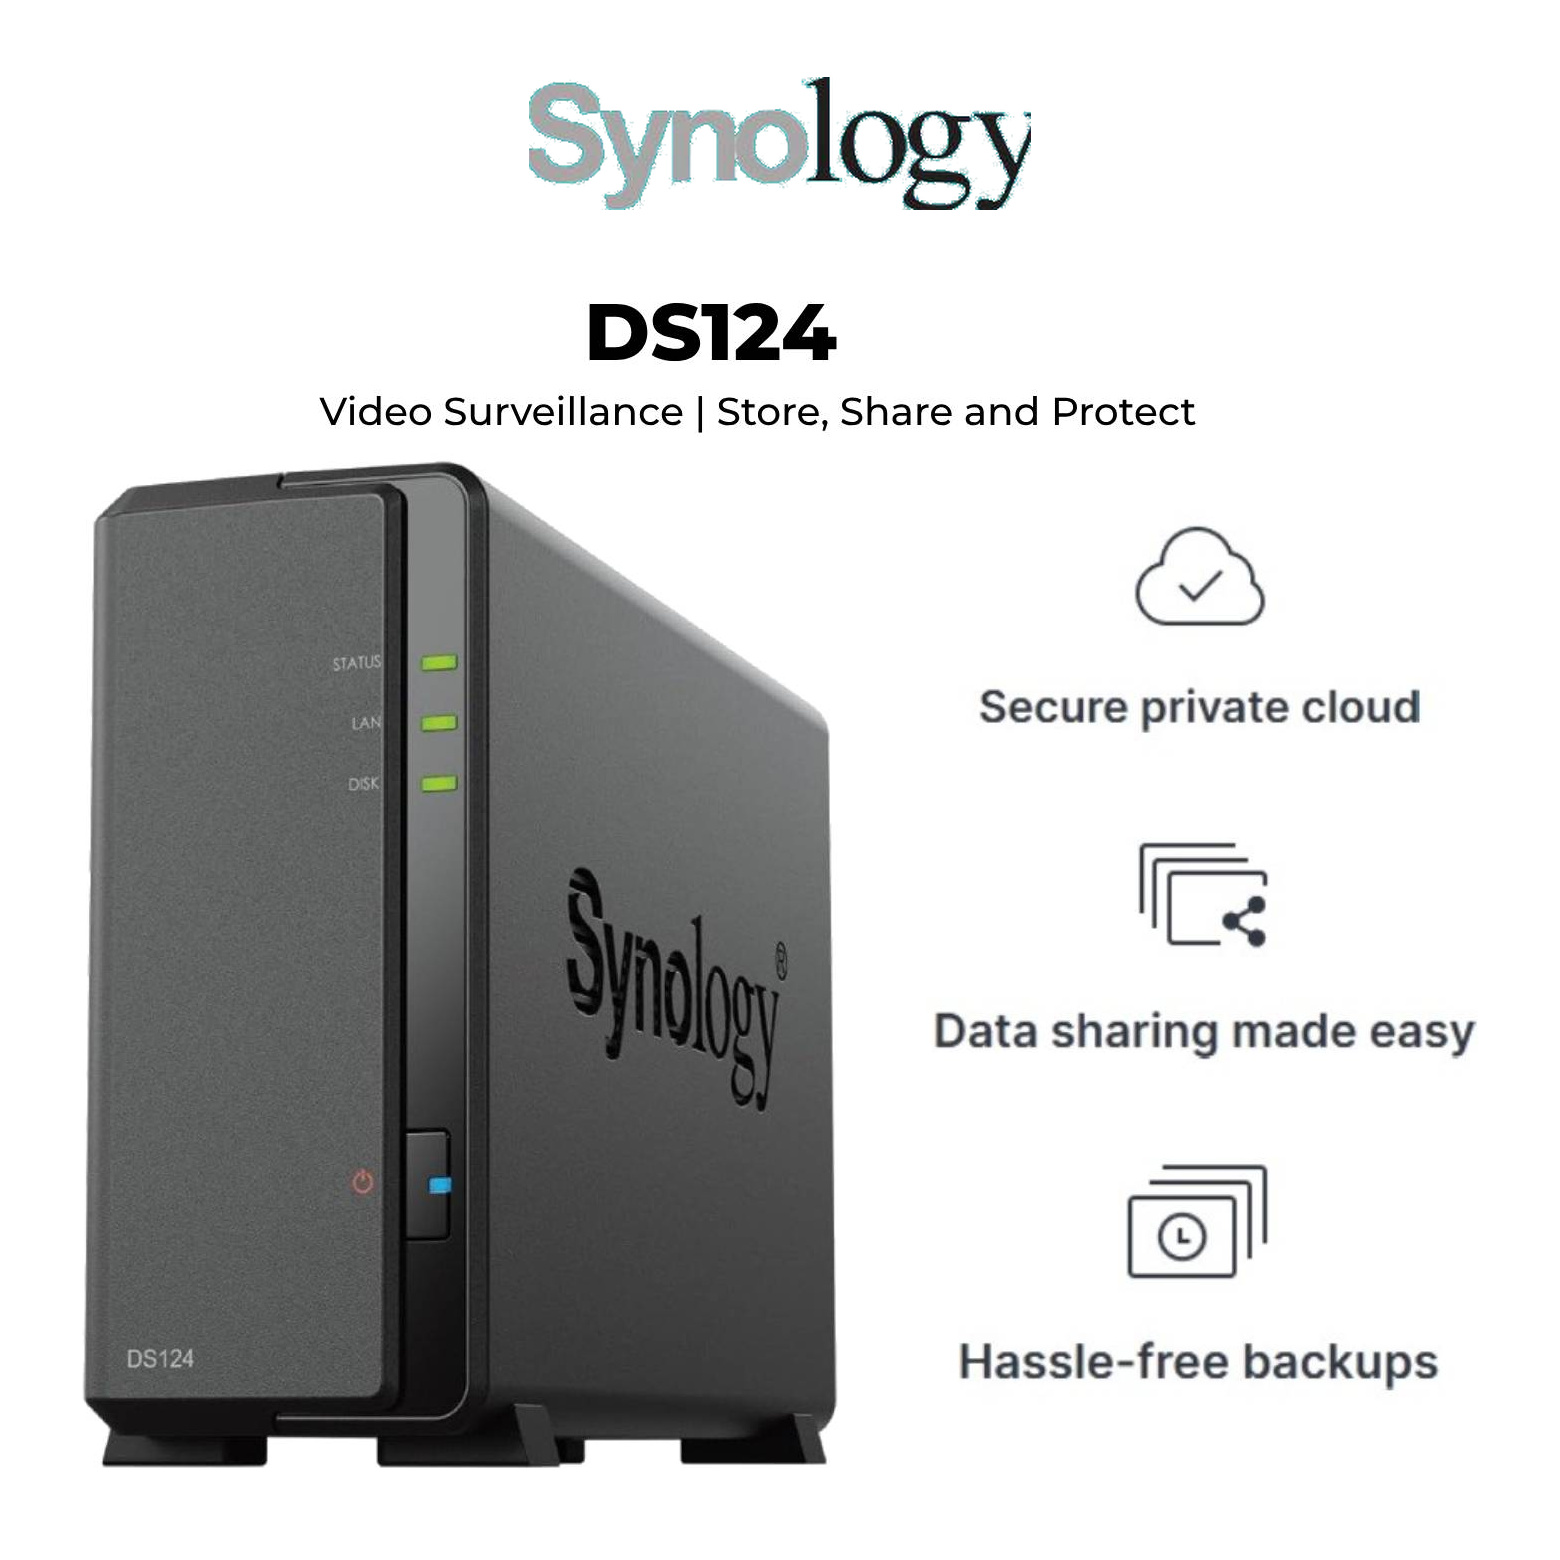 Synology
DS124
Video Surveillance | Store, Share and Protect
STATUS
LAN
DISK
Synology®
DS124
Secure private cloud
Data sharing made easy
Hassle-free backups